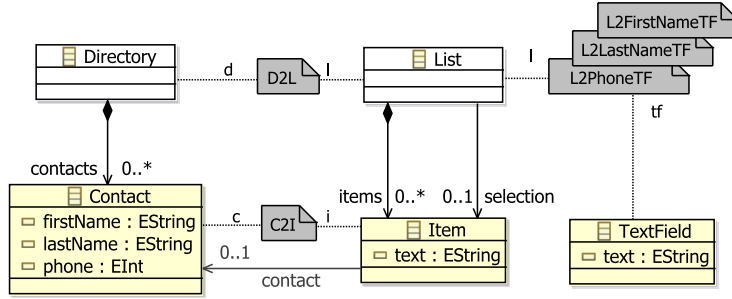 L2FirstNameTF
L2LastNameTF
L2PhoneTF
Directory
d
D2L
l
List
l
tf
contacts
0..*
items
0..*
0..1
selection
Contact
firstName : EString
lastName : EString
phone : EInt
c
C2I
i
Item
text : EString
TextField
text : EString
0..1
contact